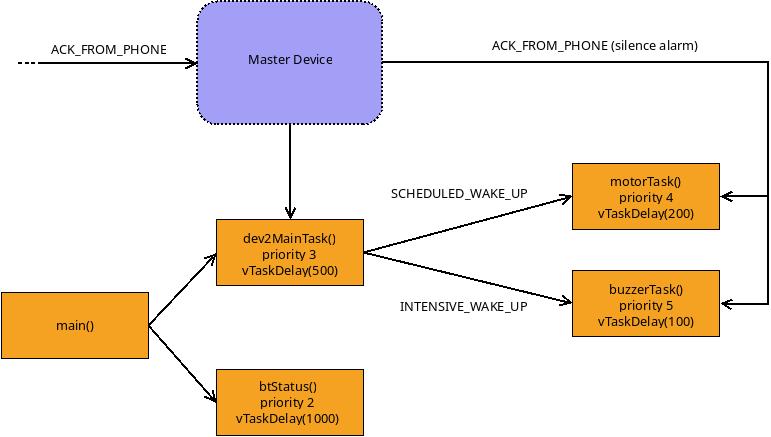 ACK_FROM_PHONE
Master Device
ACK_FROM_PHONE (silence alarm)
SCHEDULED_WAKE_UP
motorTask()
priority 4
vTaskDelay(200)
dev2MainTask()
priority 3
vTaskDelay(500)
INTENSIVE_WAKE_UP
buzzerTask()
priority 5
vTaskDelay(100)
main()
btStatus()
priority 2
vTaskDelay(1000)